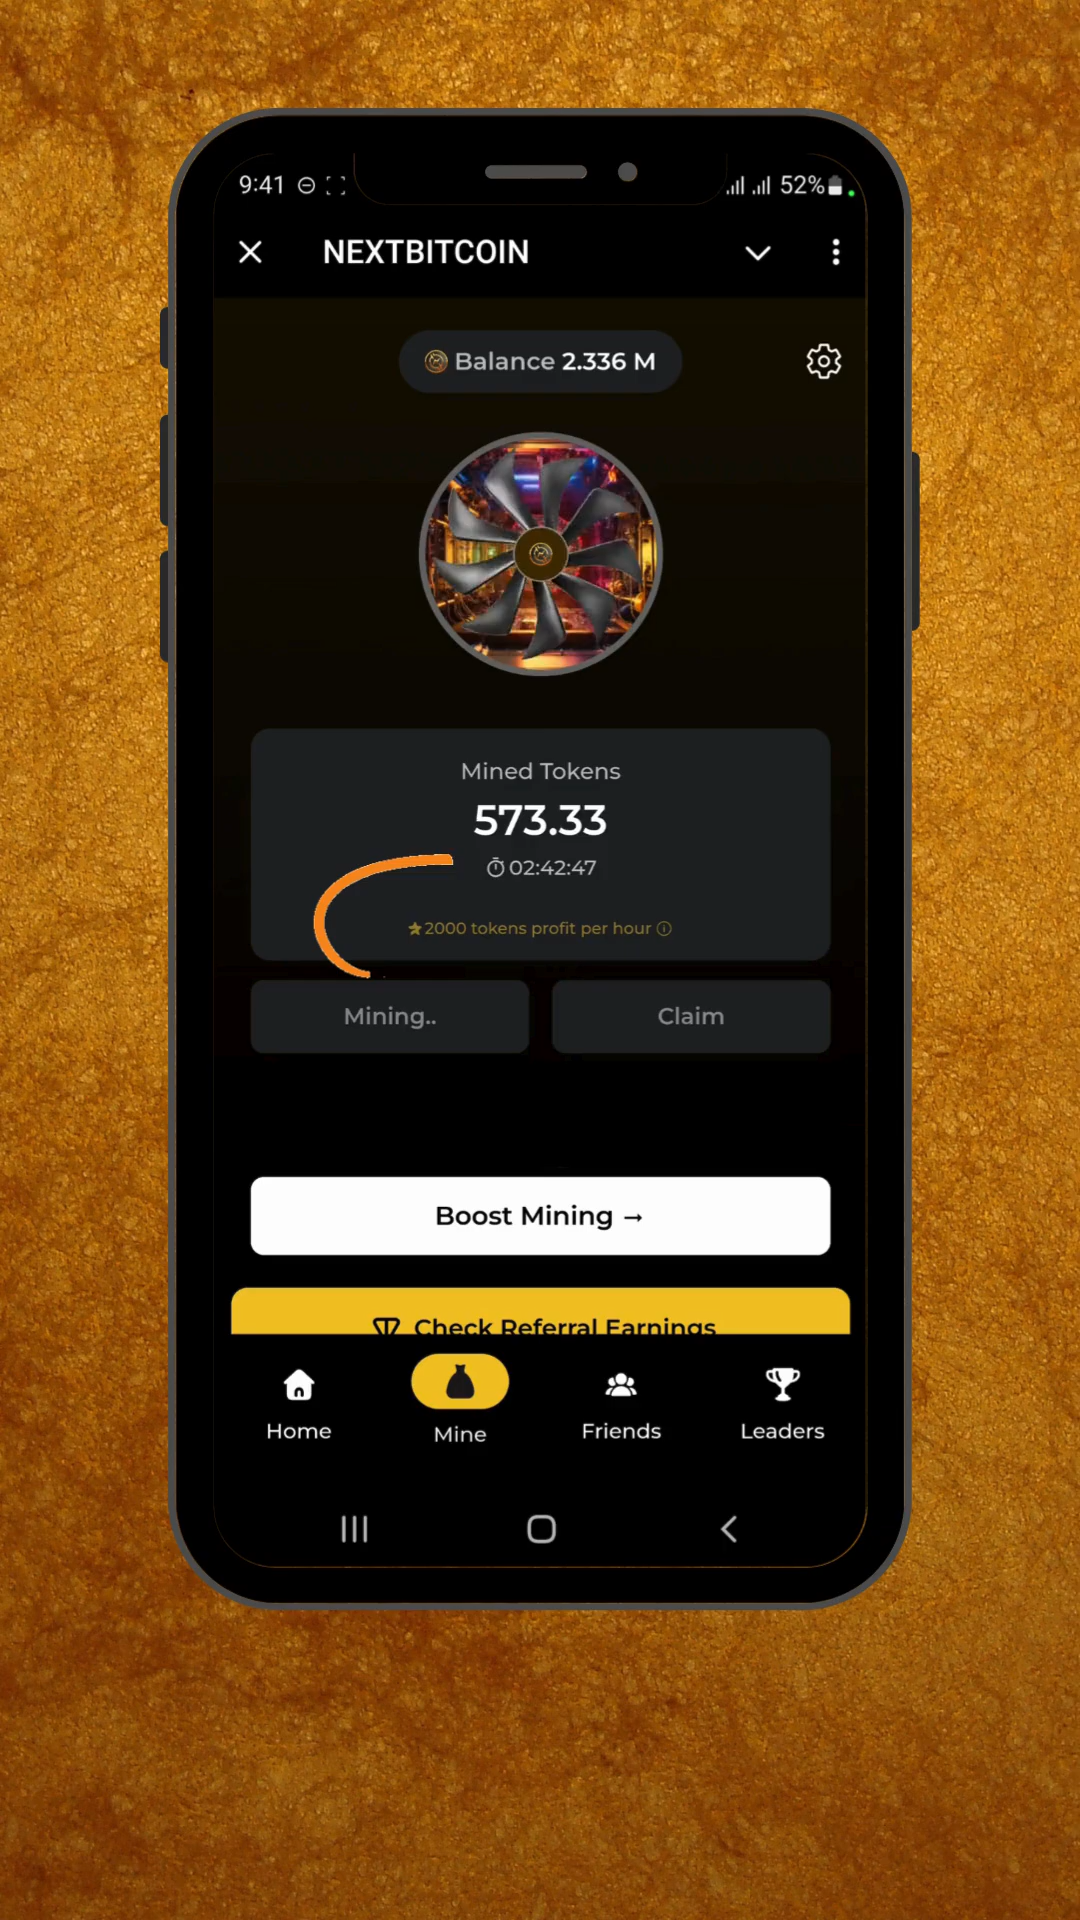 9:41
52%
NEXTBITCOIN
Balance 2.336 M
Mined Tokens
573.33
02:42:47
2000 tokens profit per hour
Mining..
Claim
Boost Mining →
Check Referral Earnings
Home
Mine
Friends
Leaders